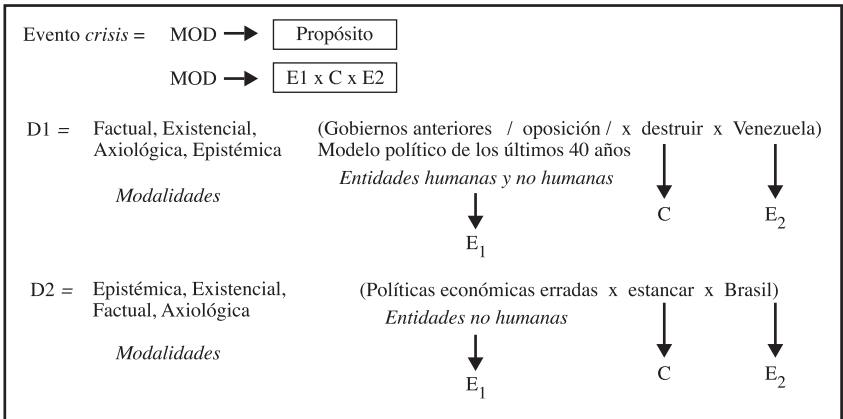 Evento crisis = MOD → Propósito
MOD → E1 x C x E2
D1 = Factual, Existencial, (Gobiernos anteriores / oposición / x destruir x Venezuela)
Axiológica, Epistémica Modelo político de los últimos 40 años
Entidades humanas y no humanas
Modalidades
C E2
E1
D2 = Epistémica, Existencial, (Políticas económicas erradas x estancar x Brasil)
Factual, Axiológica
Entidades no humanas
Modalidades
C E2
E1